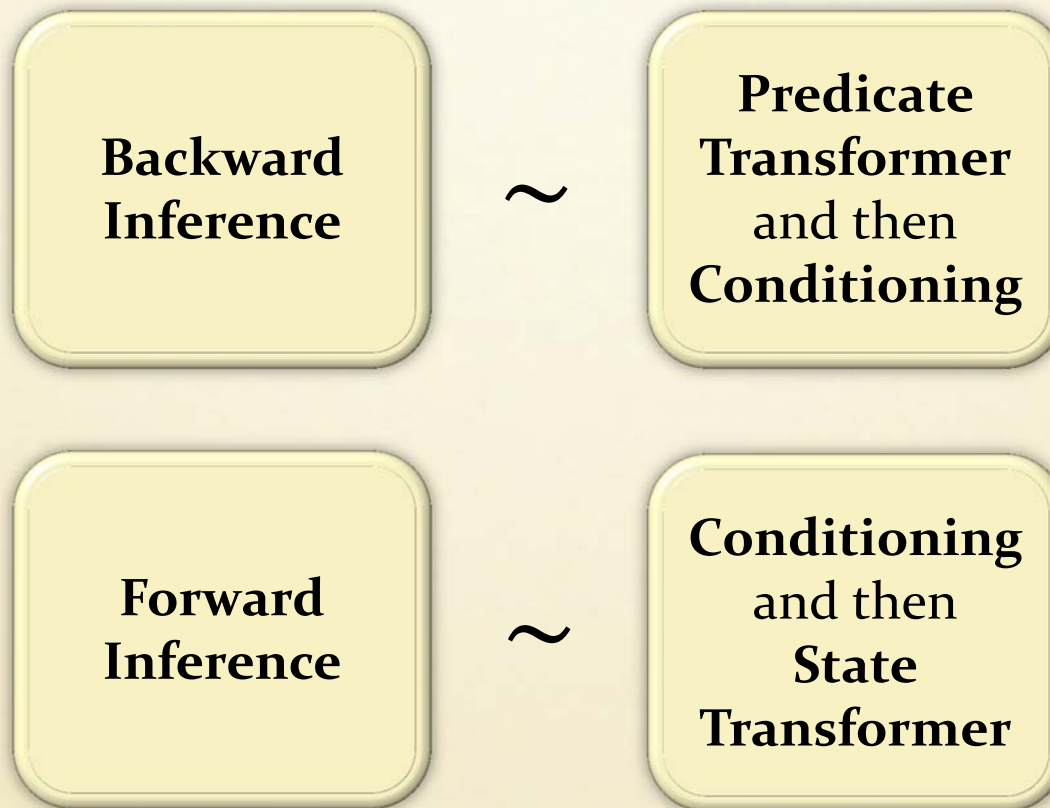 Backward
Inference
~
Predicate
Transformer
and then
Conditioning
Forward
Inference
~
Conditioning
and then
State
Transformer